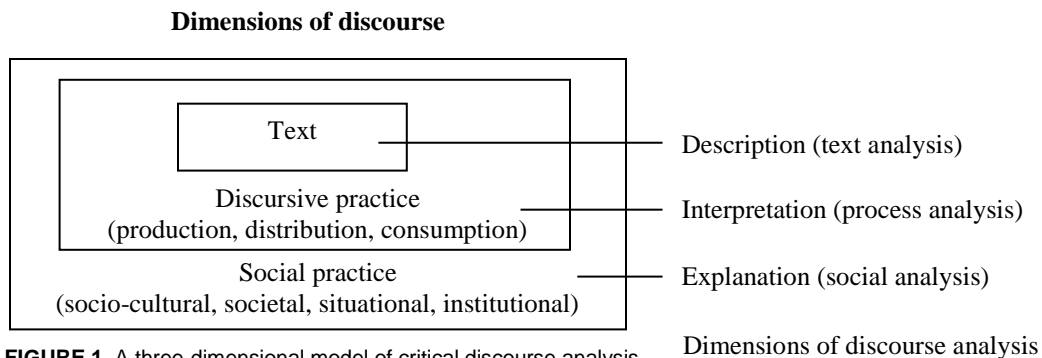 Dimensions of discourse
Text
Description (text analysis)
Discursive practice
(production, distribution, consumption)
Interpretation (process analysis)
Social practice
(socio-cultural, societal, situational, institutional)
Explanation (social analysis)
FIGURE 1. A three-dimensional model of critical discourse analysis
Dimensions of discourse analysis